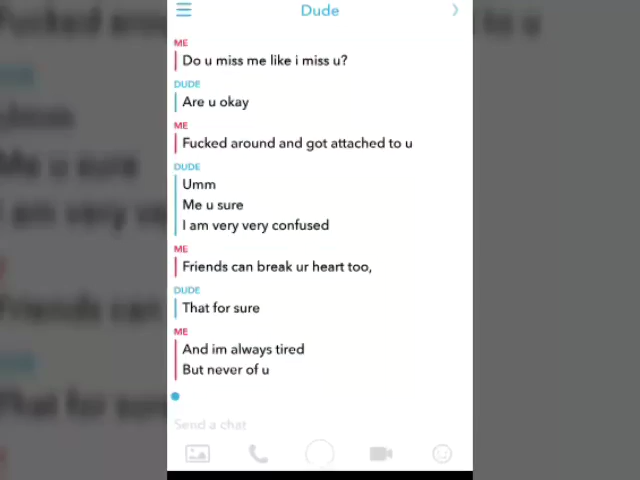 Dude
ME
Do u miss me like i miss u?
DUDE
Are u okay
ME
Fucked around and got attached to u
DUDE
Umm
Me u sure
I am very very confused
ME
Friends can break ur heart too,
DUDE
That for sure
ME
And im always tired
But never of u
Send a chat